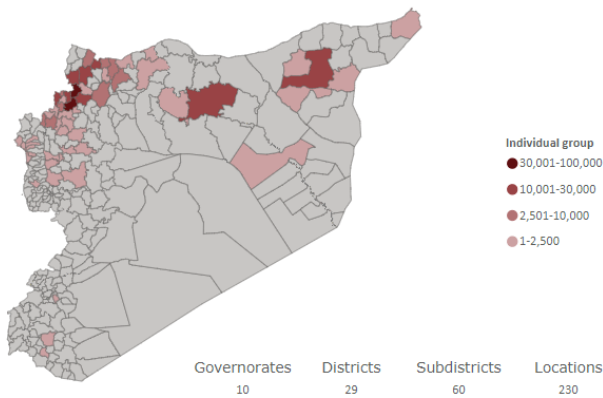 Individual group
30,001-100,000
10,001-30,000
2,501-10,000
1-2,500
Governorates Districts Subdistricts Locations
10 29 60 230